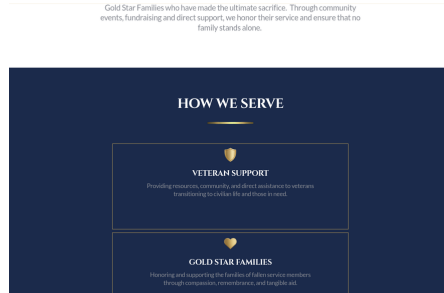 Gold Star Families who have made the ultimate sacrifice. Through community
events, fundraising and direct support, we honor their service and ensure that no
family stands alone.
HOW WE SERVE
VETERAN SUPPORT
Providing resources, community, and direct assistance to veterans
transitioning to civilian life and those in need.
GOLD STAR FAMILIES
Honoring and supporting the families of fallen service members
through compassion, remembrance, and tangible aid.